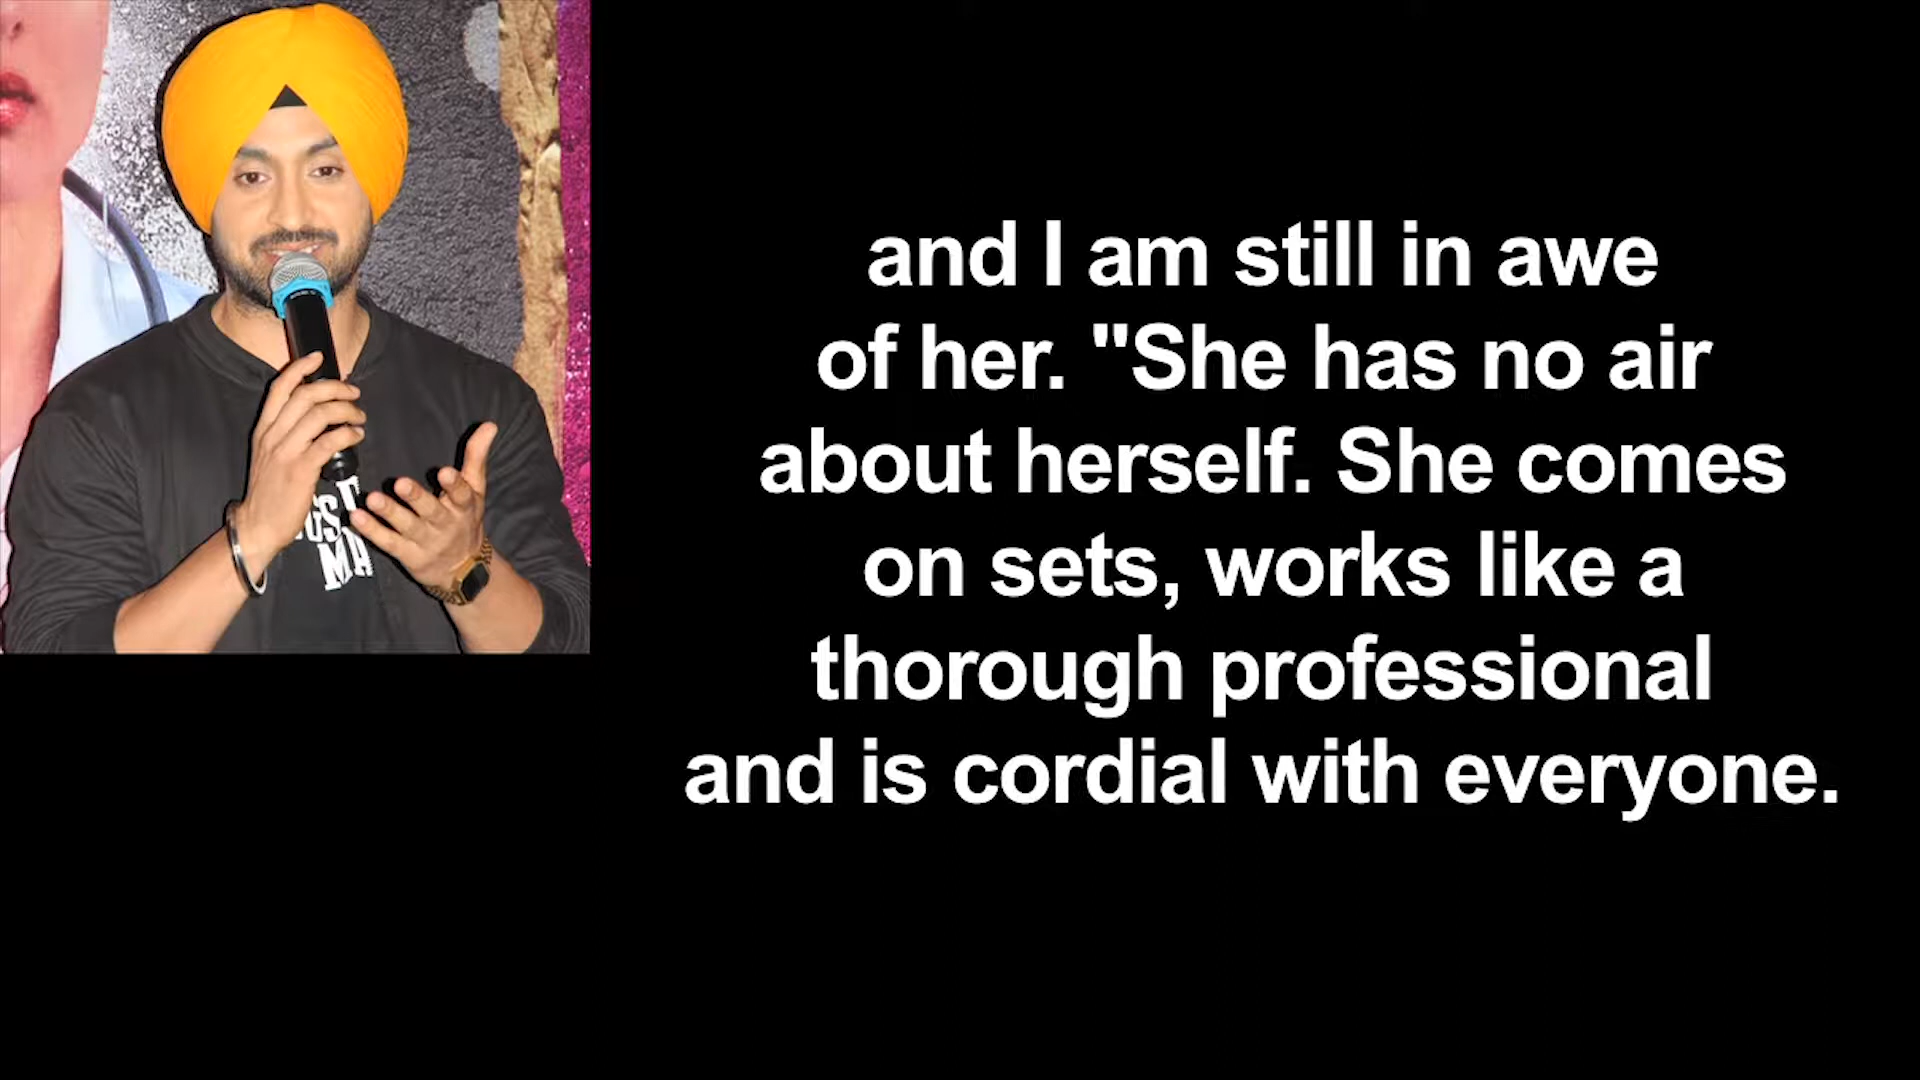 and I am still in awe
of her. "She has no air
about herself. She comes
on sets, works like a
thorough professional
and is cordial with everyone.